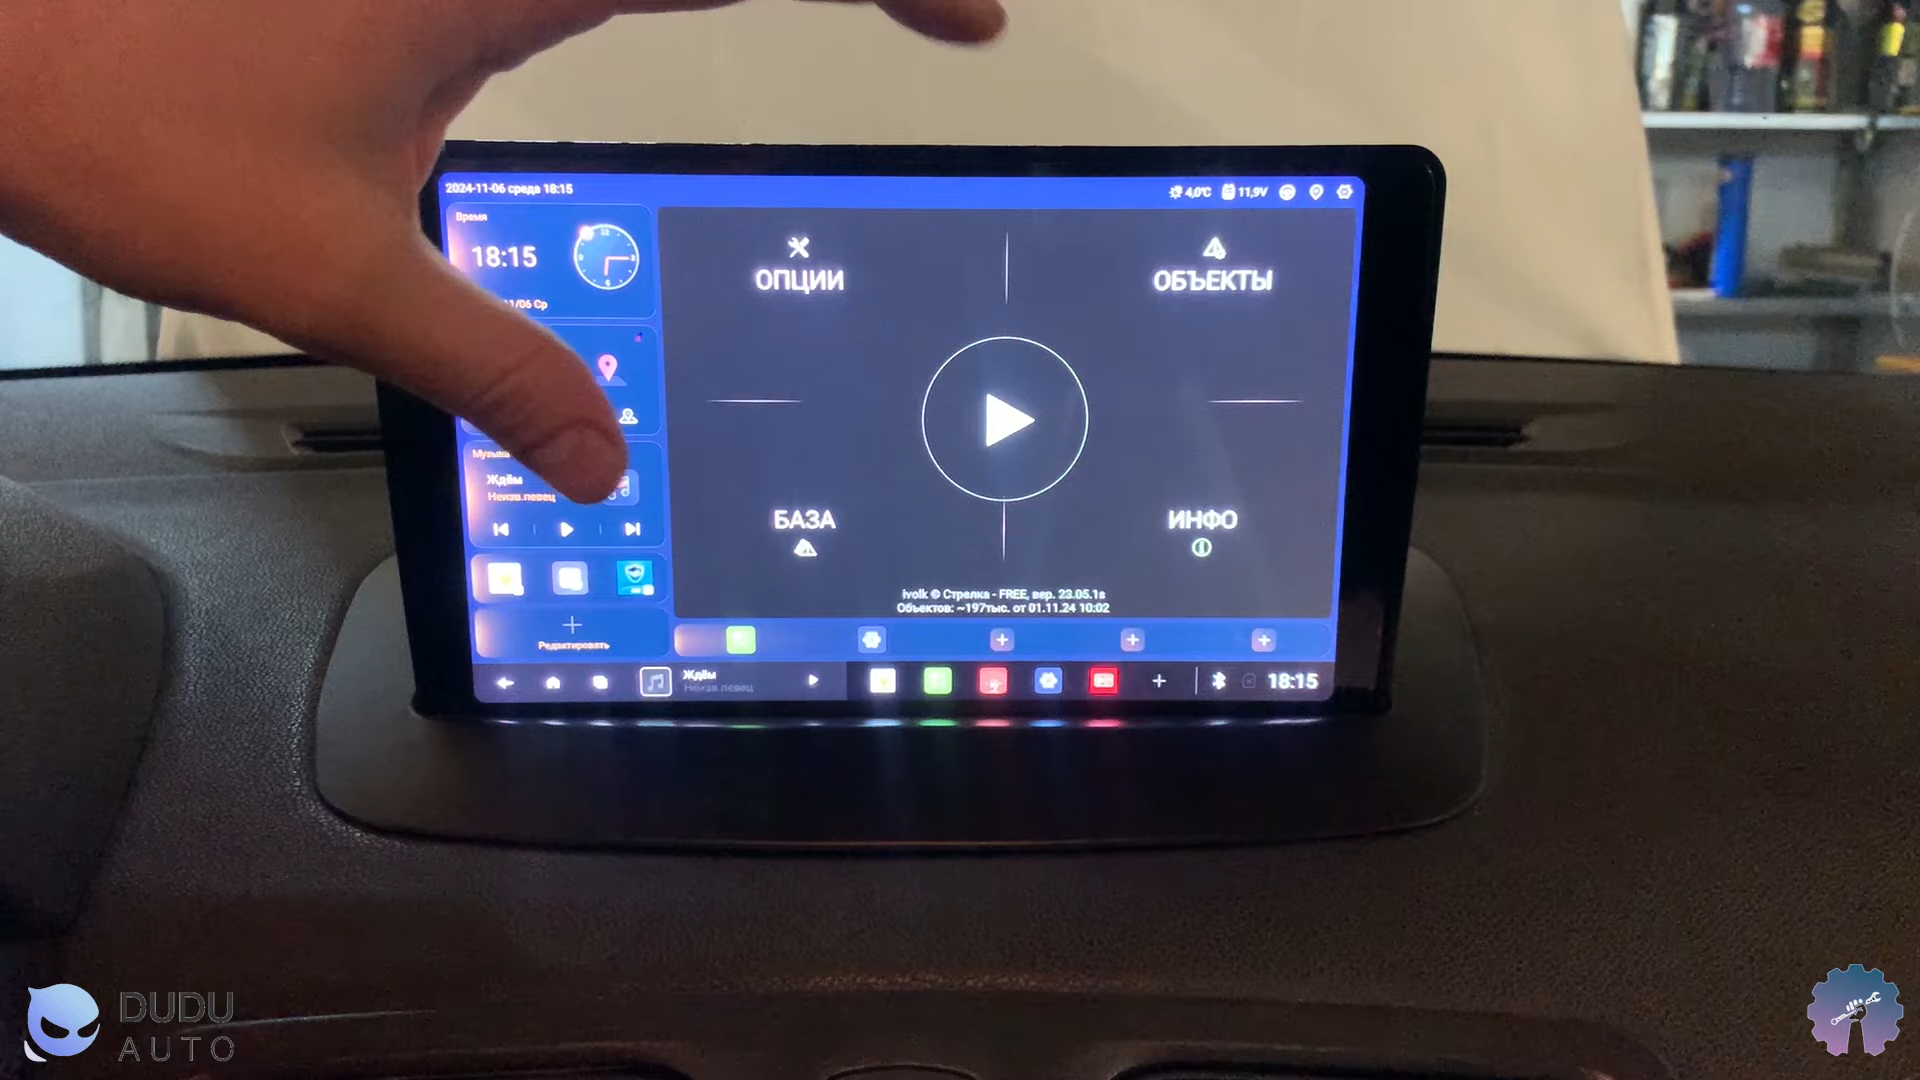 2024-11-06 среда 18:15
4,0°C
11,9V
Время
18:15
11/06 Ср
ОПЦИИ
ОБЪЕКТЫ
Ждём
Неизв.певец
БАЗА
ИНФО
Ivolk © Стрелка - FREE, вер. 23.05.1s
Объектов: ~197тыс. от 01.11.24 10:02
Редактировать
Ждём
Неизв.певец
18:15
DUDU
AUTO